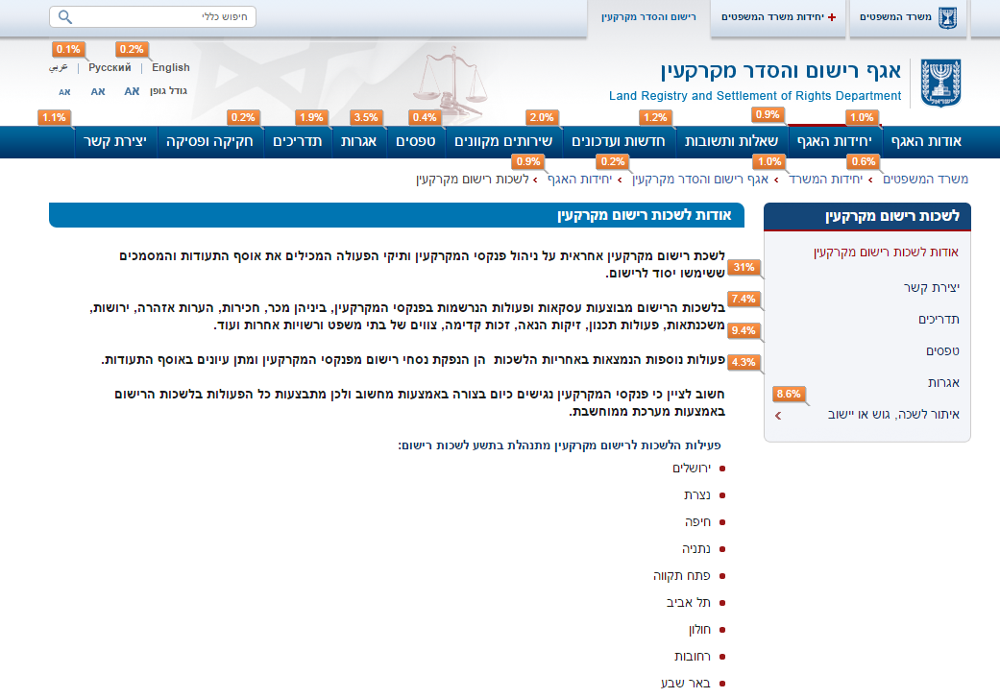 משרד המשפטים
יחידות משרד המשפטים
רישום והסדר מקרקעין
חיפוש כללי
אגף רישום והסדר מקרקעין
Land Registry and Settlement of Rights Department
0.2%
0.1%
English | Русский | عربي
גודל גופן אא אא אא
1.0%
0.9%
1.2%
2.0%
0.4%
3.5%
1.9%
0.2%
1.1%
אודות האגף
יחידות האגף
שאלות ותשובות
חדשות ועדכונים
שירותים מקוונים
טפסים
אגרות
תדריכים
חקיקה ופסיקה
יצירת קשר
0.6%
1.0%
0.2%
0.9%
משרד המשפטים
יחידות המשרד
אגף רישום והסדר מקרקעין
יחידות האגף
לשכות רישום מקרקעין
לשכות רישום מקרקעין
אודות לשכות רישום מקרקעין
31%
יצירת קשר
7.4%
תדריכים
9.4%
טפסים
4.3%
אגרות
8.6%
איתור לשכה, גוש או יישוב
אודות לשכות רישום מקרקעין
לשכת רישום מקרקעין אחראית על ניהול פנקסי המקרקעין ותיקי הפעולה המכילים את אוסף התעודות והמסמכים
ששימשו יסוד לרישום.
בלשכות הרישום מבוצעות עסקאות ופעולות הנרשמות בפנקסי המקרקעין, ביניהן מכר, חכירות, הערות אזהרה, ירושות,
משכנתאות, פעולות תכנון, זיקות הנאה, זכות קדימה, צווים של בתי משפט ורשויות אחרות ועוד.
פעולות נוספות הנמצאות באחריות הלשכות הן הנפקת נסחי רישום מפנקסי המקרקעין ומתן עיונים באוסף התעודות.
חשוב לציין כי פנקסי המקרקעין נגישים כיום בצורה באמצעות מחשוב ולכן מתבצעות כל הפעולות בלשכות הרישום
באמצעות מערכת ממוחשבת.
פעילות הלשכות לרישום מקרקעין מתנהלת בתשע לשכות רישום:
ירושלים
נצרת
חיפה
נתניה
פתח תקווה
תל אביב
חולון
רחובות
באר שבע